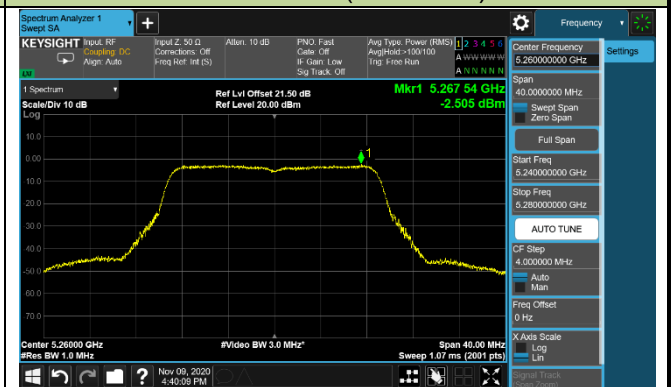 Spectrum Analyzer 1
Swept SA
+
Frequency
KEYSIGHT
Input: RF
Coupling: DC
Align: Auto
Input Z: 50 Ω
Corrections: Off
Freq Ref: Int (S)
Atten: 10 dB
PNO: Fast
Gate: Off
IF Gain: Low
Sig Track: Off
Avg Type: Power (RMS)
Avg|Hold:>100/100
Trig: Free Run
1 2 3 4 5 6
A W W W W W
A N N N N N
Center Frequency
5.260000000 GHz
Settings
Span
40.0000000 MHz
Swept Span
Zero Span
Full Span
Start Freq
5.240000000 GHz
Stop Freq
5.280000000 GHz
AUTO TUNE
CF Step
4.000000 MHz
Auto
Man
Freq Offset
0 Hz
X Axis Scale
Log
Lin
Signal Track
(Span Zoom)
1 Spectrum
Scale/Div 10 dB
Log
Ref Lvl Offset 21.50 dB
Ref Level 20.00 dBm
Mkr1 5.267 54 GHz
-2.505 dBm
1
10.0
0.00
-10.0
-20.0
-30.0
-40.0
-50.0
-60.0
-70.0
Center 5.26000 GHz
#Res BW 1.0 MHz
#Video BW 3.0 MHz*
Span 40.00 MHz
Sweep 1.07 ms (2001 pts)
?
Nov 09, 2020
4:40:09 PM